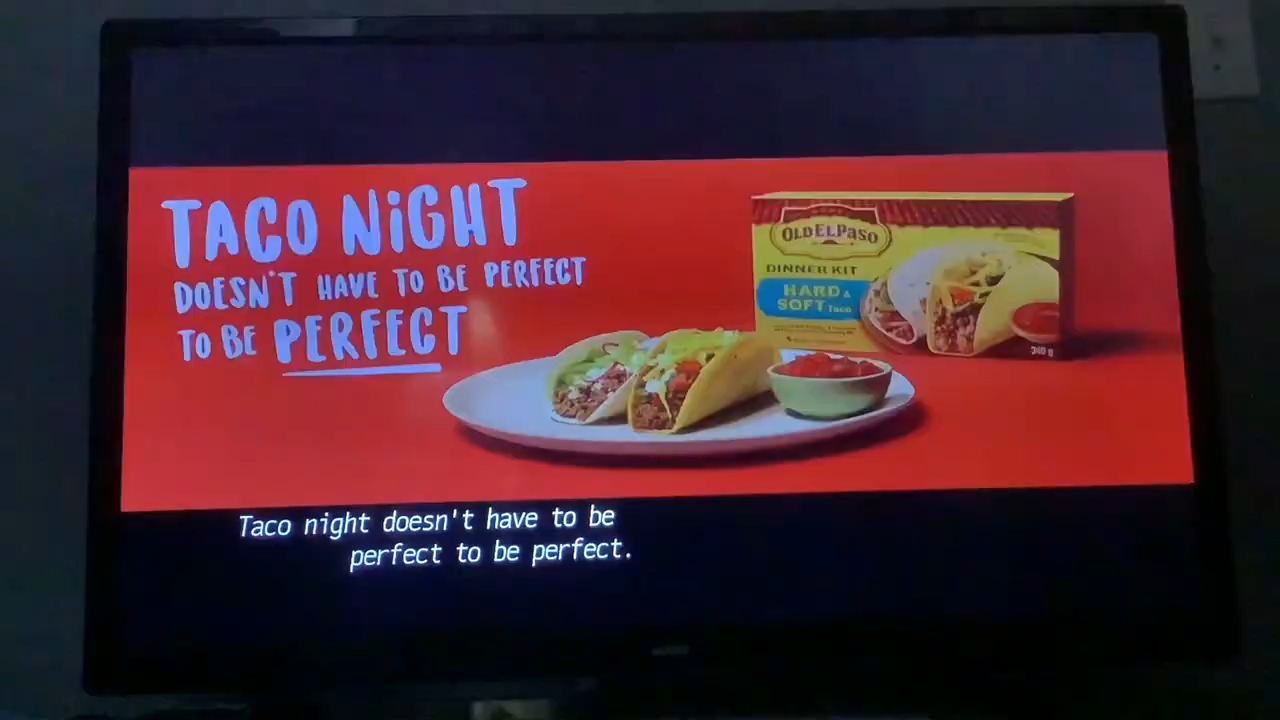 TACO NiGHT
DOESN'T HAVE TO BE PERFECT
TO BE PERFECT
OLD EL PASO
DINNER KIT
HARD &
SOFT Taco
340 g
Taco night doesn't have to be
perfect to be perfect.